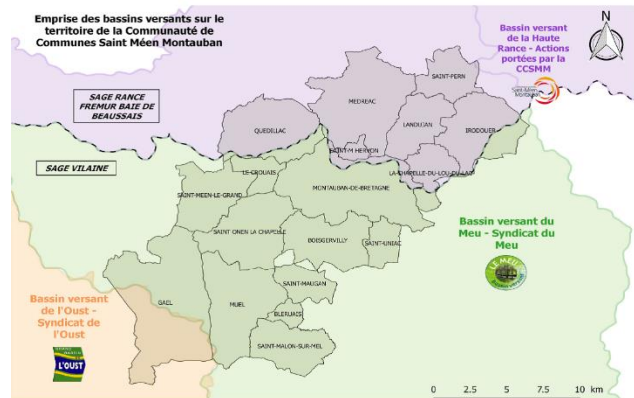 Emprise des bassins versants sur le
territoire de la Communauté de
Communes Saint Méen Montauban
N
Bassin versant
de la Haute
Rance - Actions
portées par la
CCSMM
Saint-Méen
Montauban
SAGE RANCE
FREMUR BAIE DE
BEAUSSAIS
SAGE VILAINE
SAINT-PERN
MEDREAC
LANDUJAN
IRODOUER
QUEDILLAC
SAINT-M HERVON
LA-CHAPELLE-DU-LOU-DU-LAC
LE-CROUAIS
MONTAUBAN-DE-BRETAGNE
SAINT-MEEN-LE-GRAND
SAINT ONEN LA CHAPELLE
BOISGERVILLY
SAINT-UNIAC
Bassin versant du
Meu - Syndicat du
Meu
LE MEU
SAINT-MAUGAN
GAEL
MUEL
BLERUAIS
SAINT-MALON-SUR-MEL
Bassin versant
de l'Oust -
Syndicat de
l'Oust
L'OUST
0 2.5 5 7.5 10 km